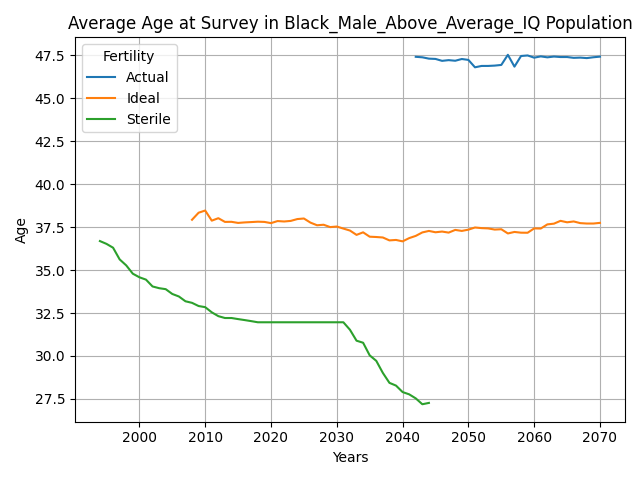 Average Age at Survey in Black_Male_Above_Average_IQ Population
Fertility
Actual
Ideal
Sterile
Age
47.5
45.0
42.5
40.0
37.5
35.0
32.5
30.0
27.5
2000 2010 2020 2030 2040 2050 2060 2070
Years